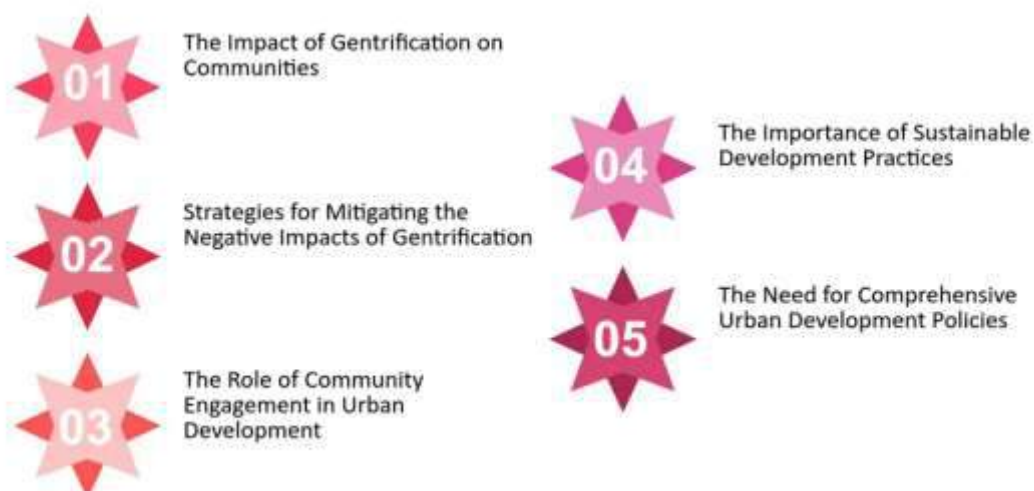 01
The Impact of Gentrification on
Communities
02
Strategies for Mitigating the
Negative Impacts of Gentrification
03
The Role of Community
Engagement in Urban
Development
04
The Importance of Sustainable
Development Practices
05
The Need for Comprehensive
Urban Development Policies